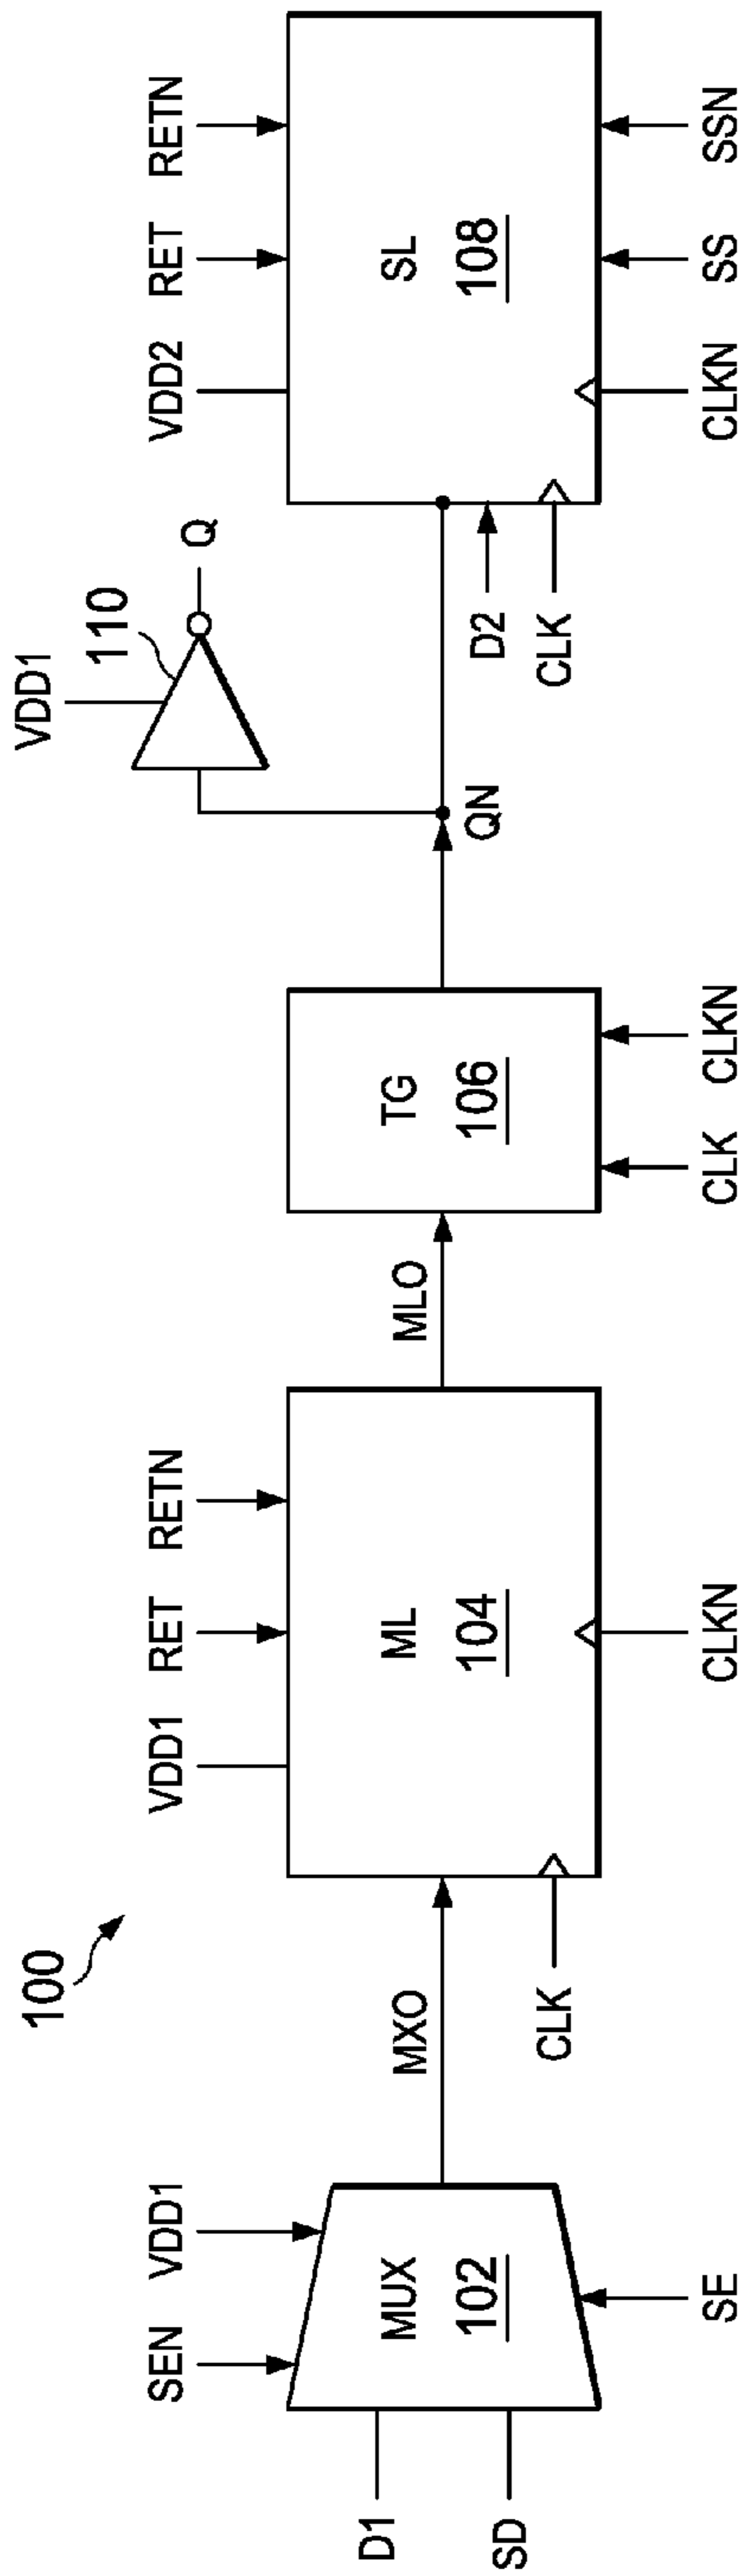 100
SEN
VDD1
D1
SD
MUX
102
SE
MXO
VDD1
RET
RETN
ML
104
CLK
CLKN
MLO
TG
106
CLK
CLKN
QN
VDD1
110
Q
VDD2
RET
RETN
SL
108
D2
CLK
CLKN
SS
SSN